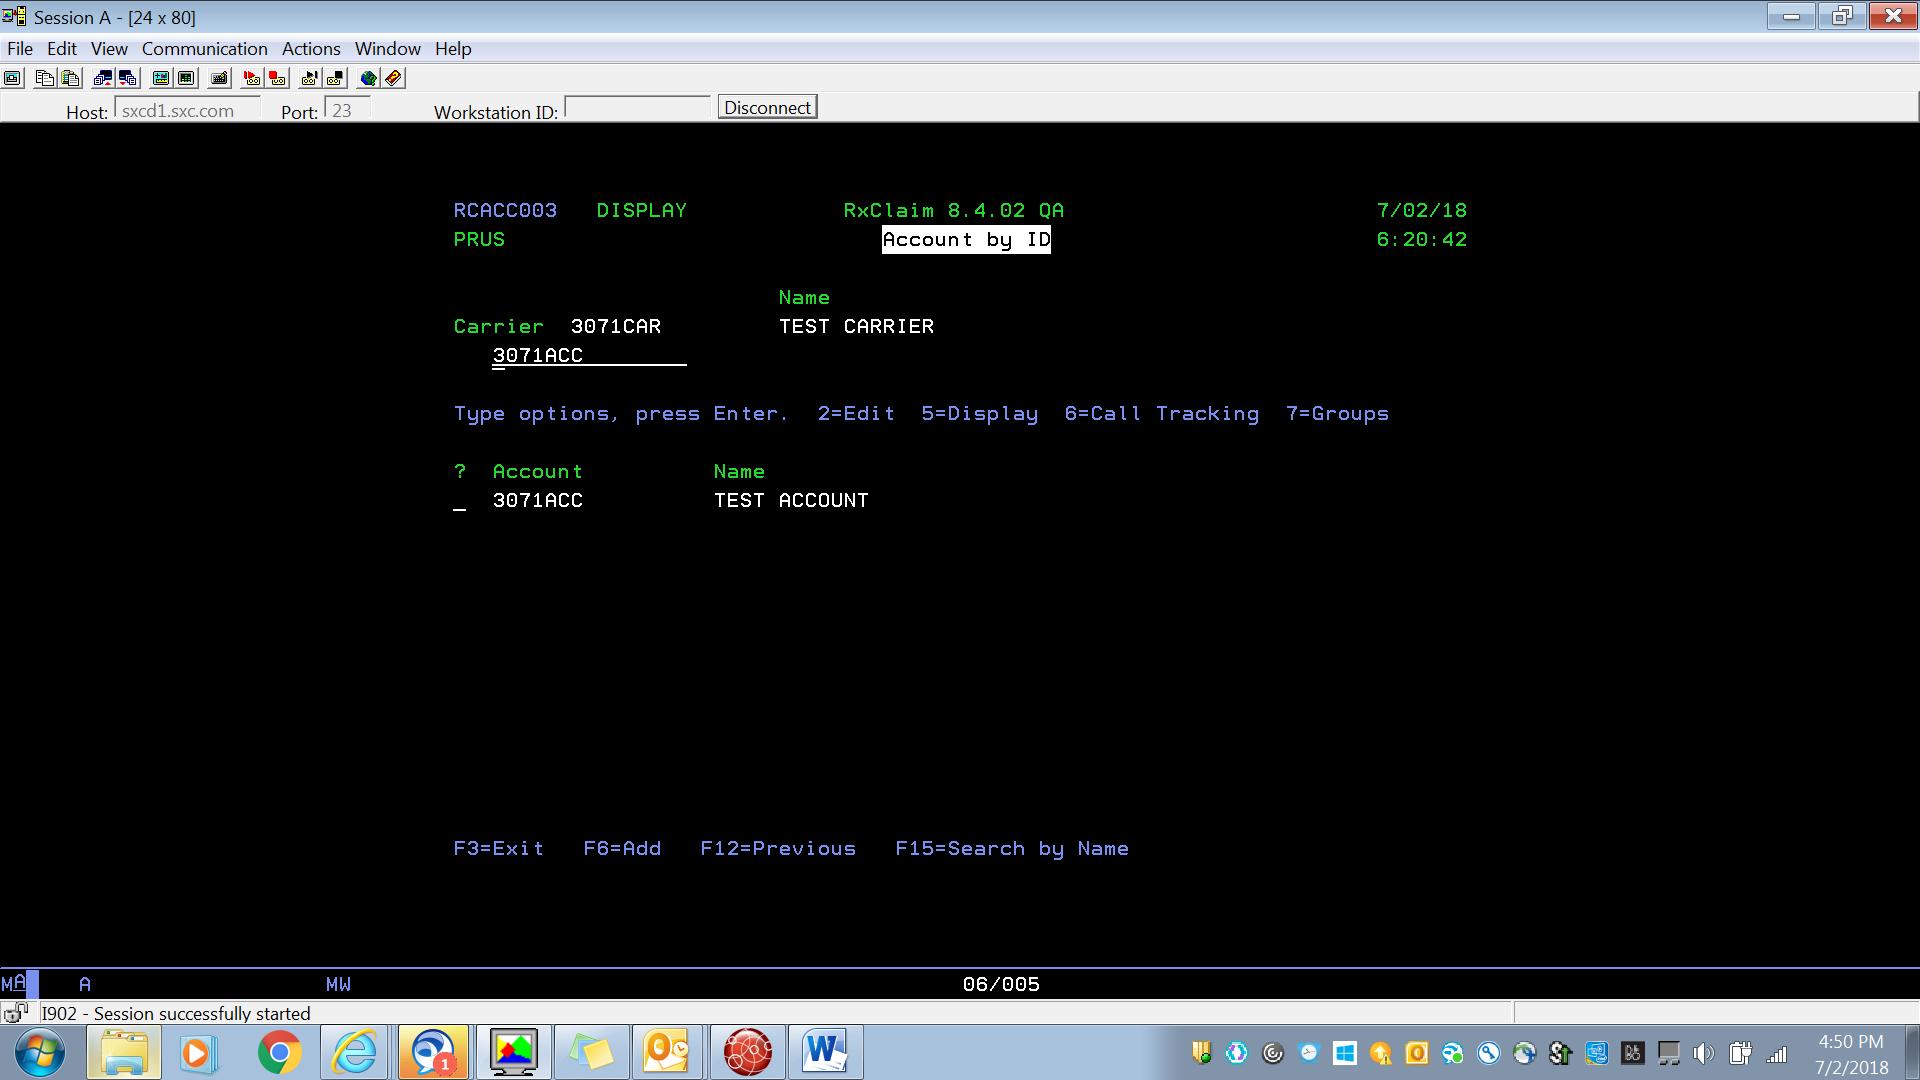 Session A - [24 x 80]
File Edit View Communication Actions Window Help
Host: sxcd1.sxc.com Port: 23 Workstation ID: Disconnect
RCACC003 DISPLAY RxClaim 8.4.02 QA 7/02/18
PRUS Account by ID 6:20:42
Name
Carrier 3071CAR TEST CARRIER
3071ACC
Type options, press Enter. 2=Edit 5=Display 6=Call Tracking 7=Groups
? Account Name
_ 3071ACC TEST ACCOUNT
F3=Exit F6=Add F12=Previous F15=Search by Name
MA A MW 06/005
I902 - Session successfully started
1
4:50 PM
7/2/2018